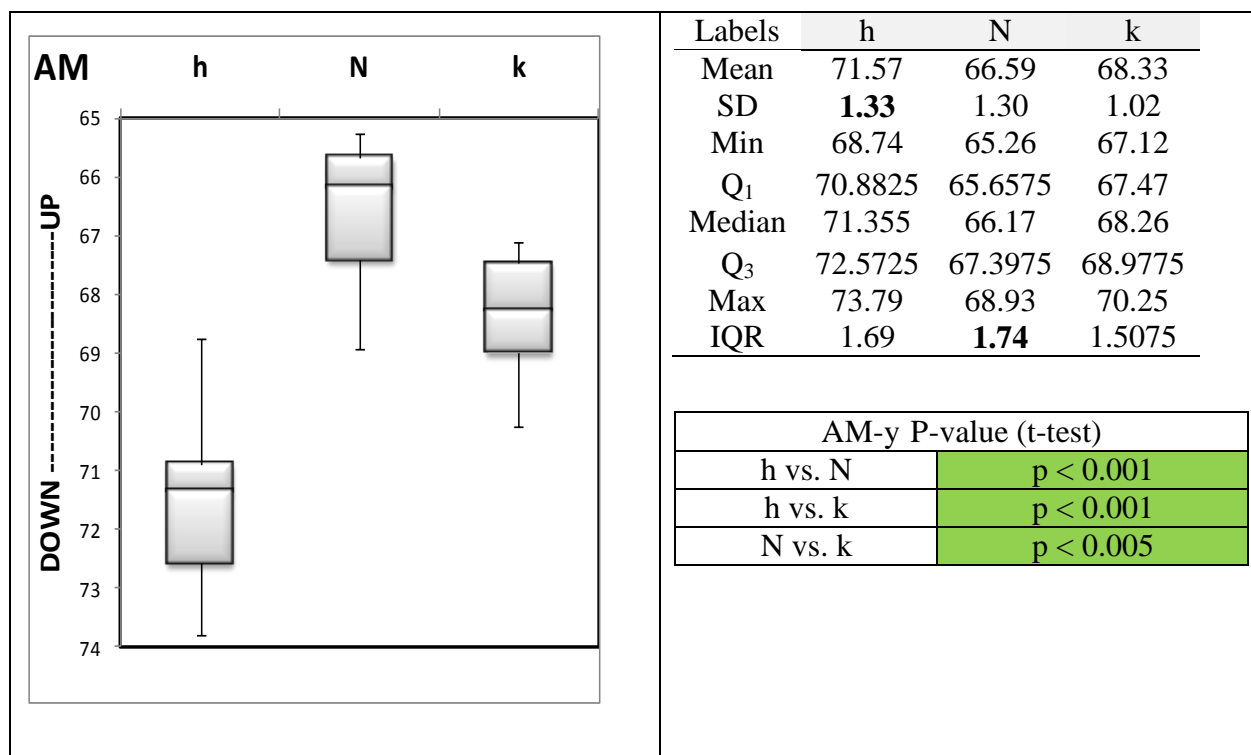 AM h N k
65
66
67
68
69
70
71
72
73
74
DOWN ---------------------UP
Labels h N k
Mean 71.57 66.59 68.33
SD 1.33 1.30 1.02
Min 68.74 65.26 67.12
Q1 70.8825 65.6575 67.47
Median 71.355 66.17 68.26
Q3 72.5725 67.3975 68.9775
Max 73.79 68.93 70.25
IQR 1.69 1.74 1.5075
AM-y P-value (t-test)
h vs. N p < 0.001
h vs. k p < 0.001
N vs. k p < 0.005